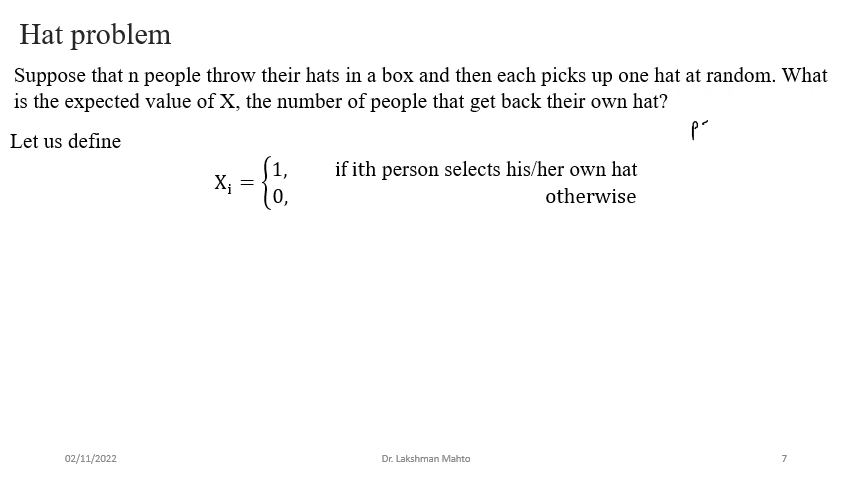 Hat problem
Suppose that n people throw their hats in a box and then each picks up one hat at random. What
is the expected value of X, the number of people that get back their own hat?
Let us define
Xᵢ = { 1, if ith person selects his/her own hat
0, otherwise
02/11/2022 Dr. Lakshman Mahto 7